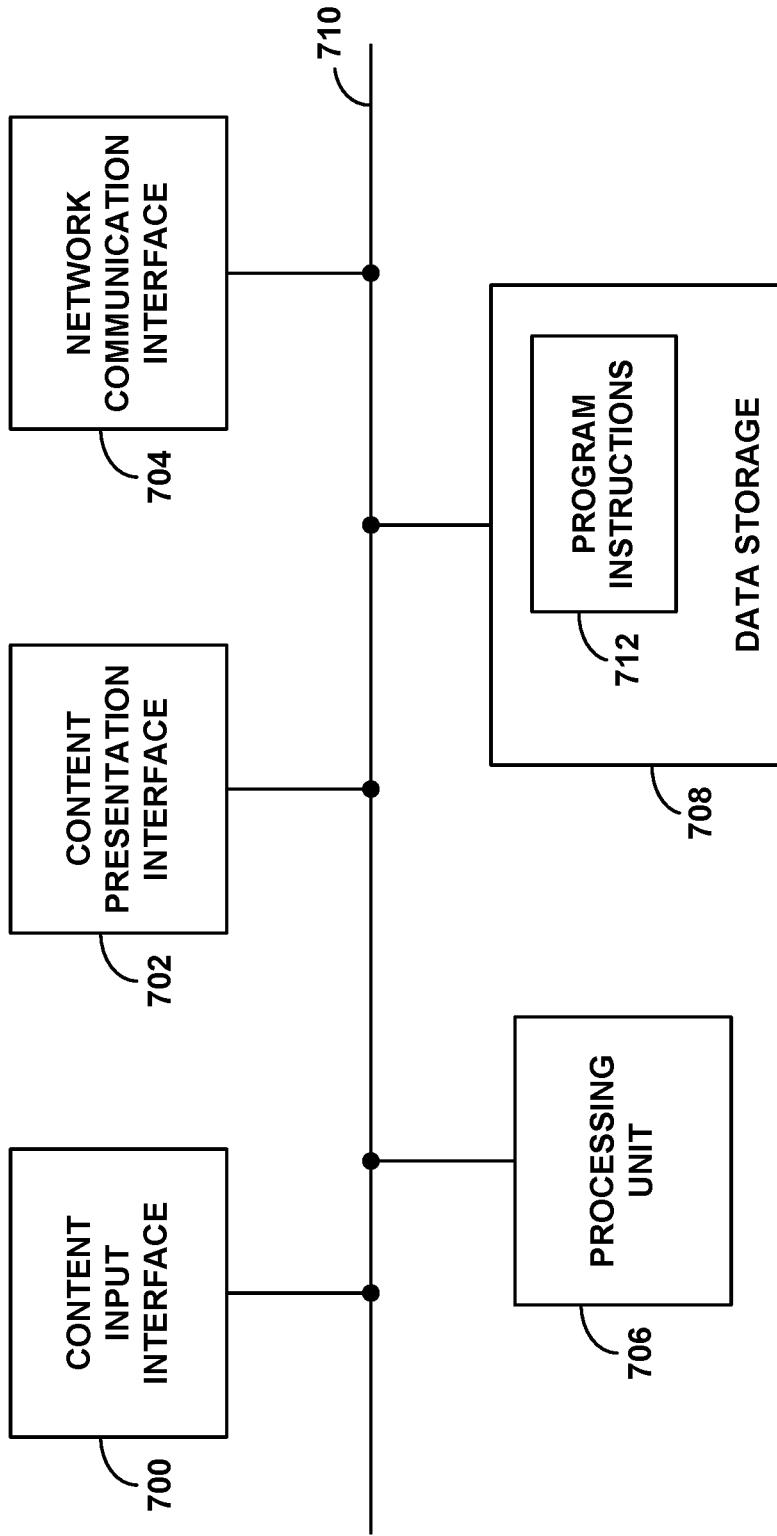 CONTENT
INPUT
INTERFACE
700
CONTENT
PRESENTATION
INTERFACE
702
NETWORK
COMMUNICATION
INTERFACE
704
710
PROCESSING
UNIT
706
PROGRAM
INSTRUCTIONS
712
DATA STORAGE
708